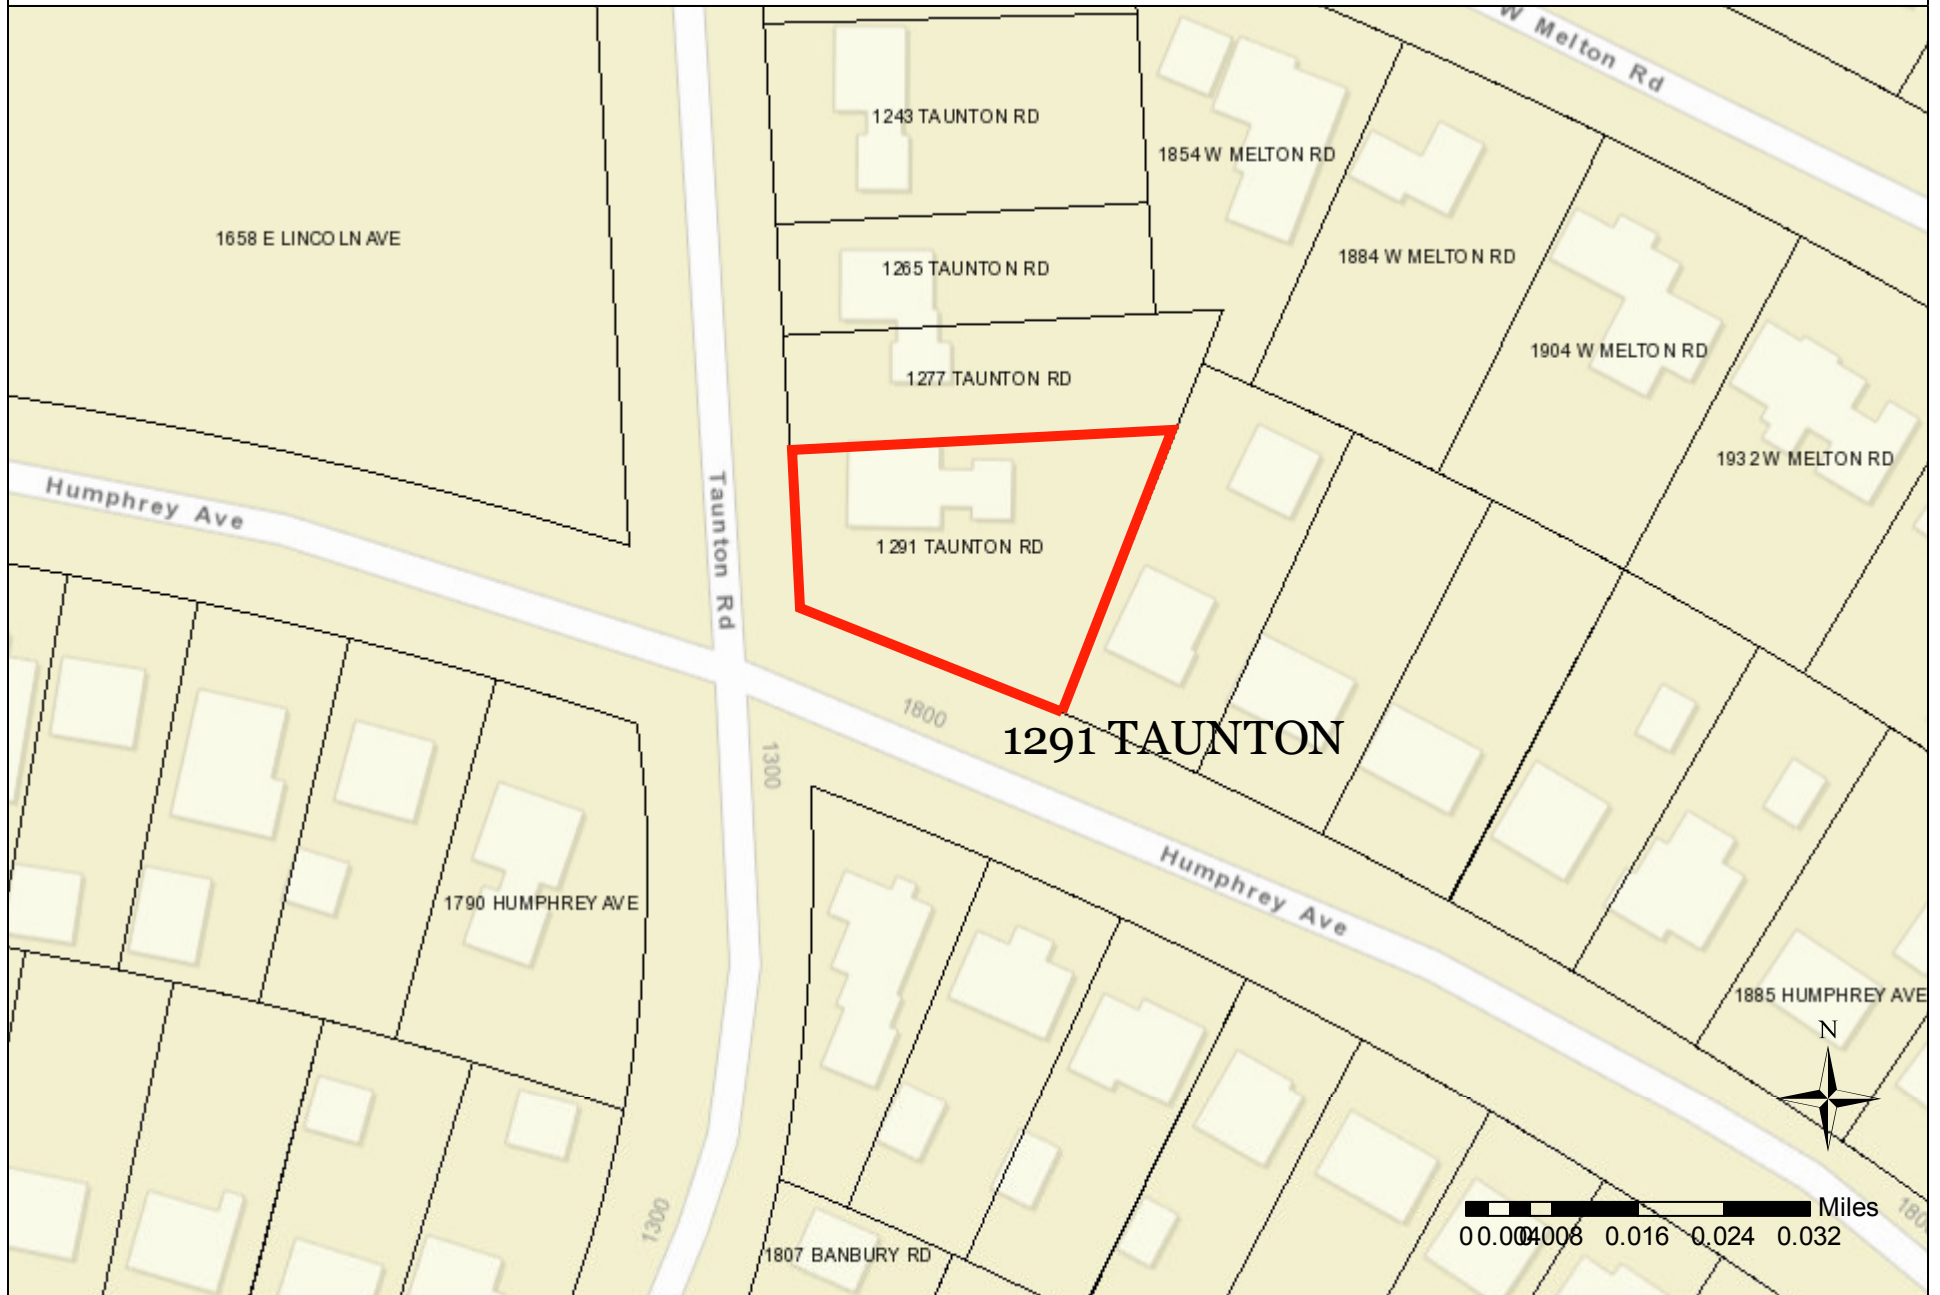 W Melton Rd
1243 TAUNTON RD
1854 W MELTON RD
1658 E LINCOLN AVE
1265 TAUNTON RD
1884 W MELTON RD
1904 W MELTON RD
1277 TAUNTON RD
1932 W MELTON RD
Humphrey Ave
Taunton Rd
1291 TAUNTON RD
1800
1291 TAUNTON
1300
Humphrey Ave
1790 HUMPHREY AVE
1885 HUMPHREY AVE
N
1300
1807 BANBURY RD
Miles
0 0.004 0.008 0.016 0.024 0.032